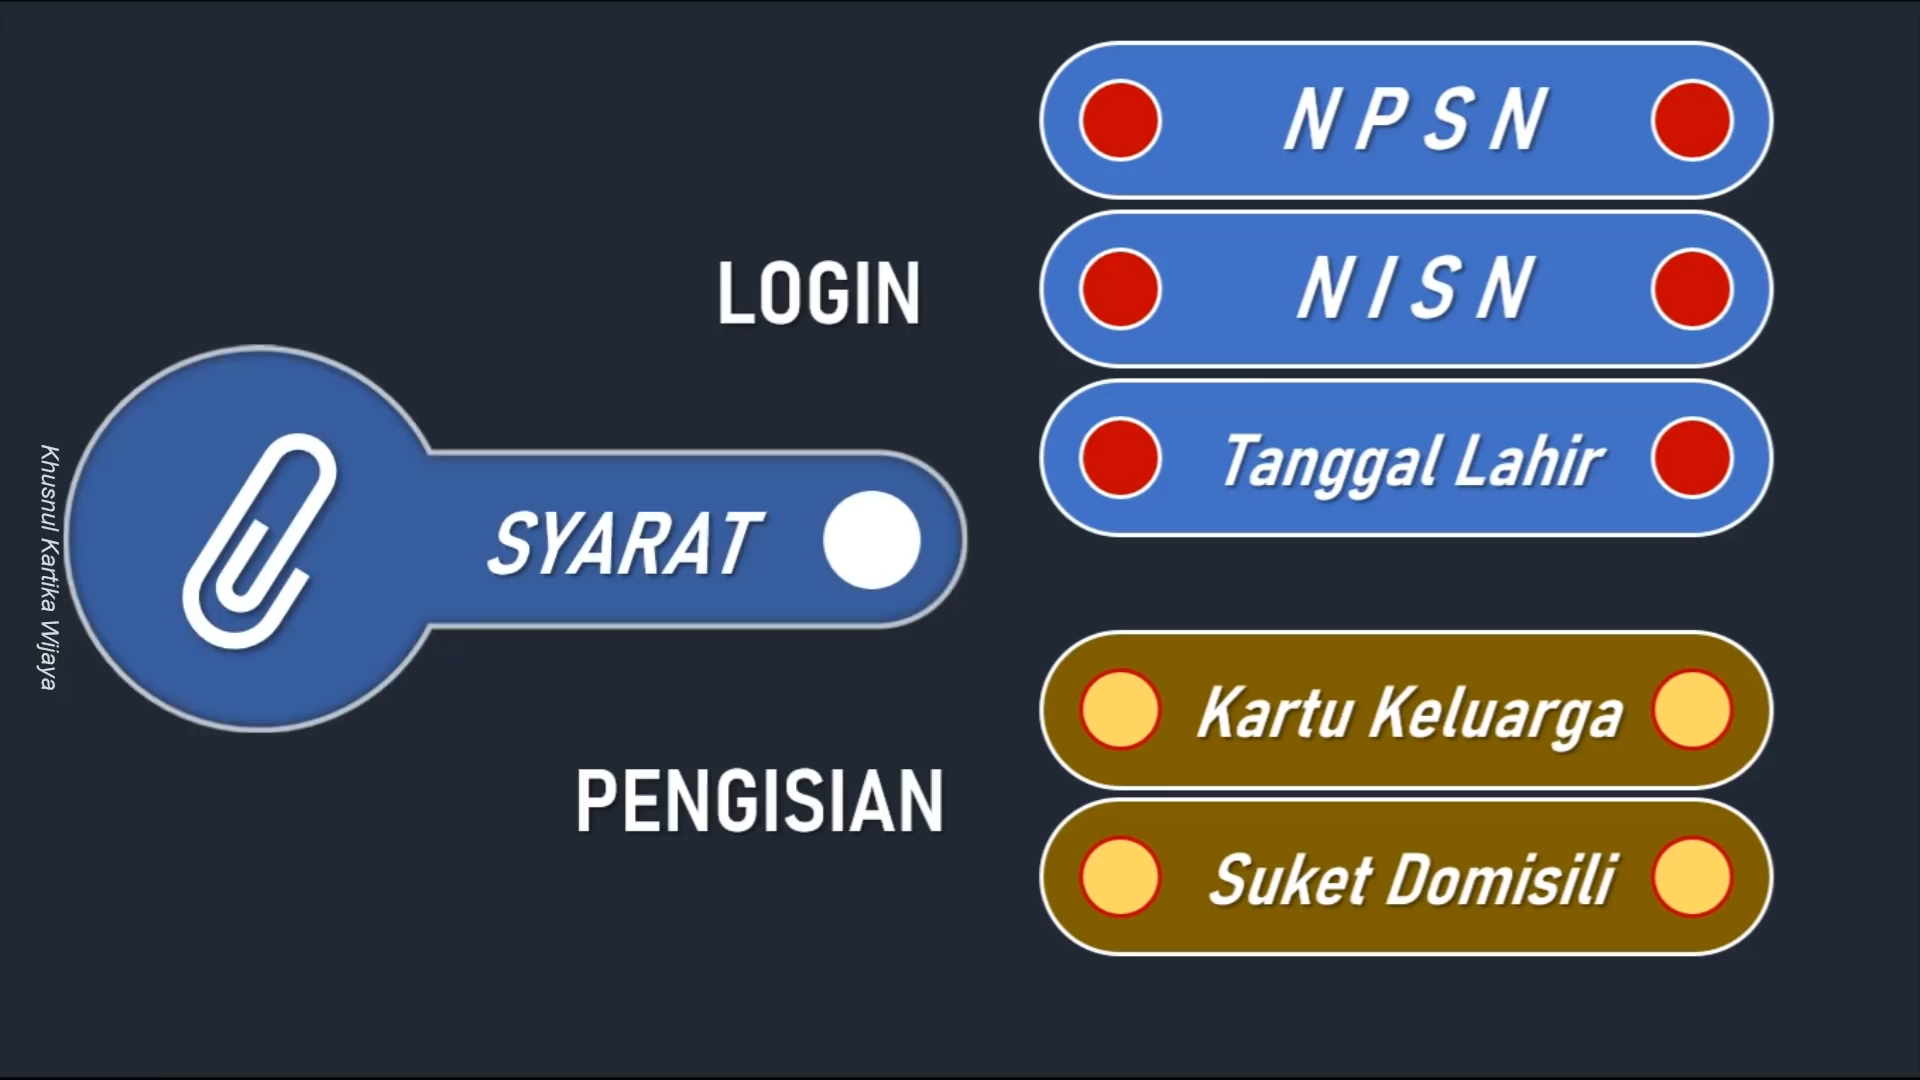 Khusnul Kartika Wijaya
SYARAT
LOGIN
N P S N
N I S N
Tanggal Lahir
PENGISIAN
Kartu Keluarga
Suket Domisili